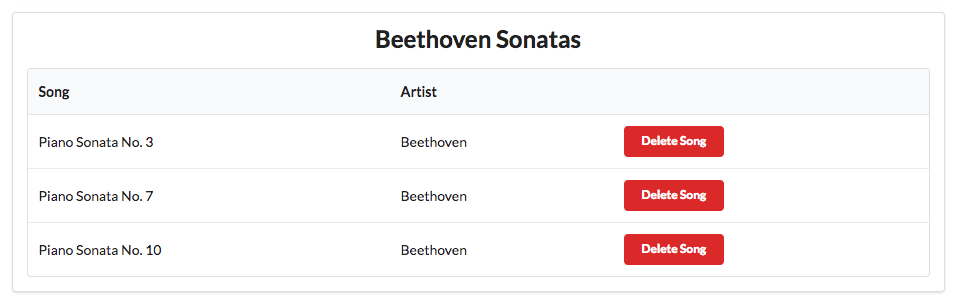 Beethoven Sonatas
Song Artist
Piano Sonata No. 3 Beethoven Delete Song
Piano Sonata No. 7 Beethoven Delete Song
Piano Sonata No. 10 Beethoven Delete Song